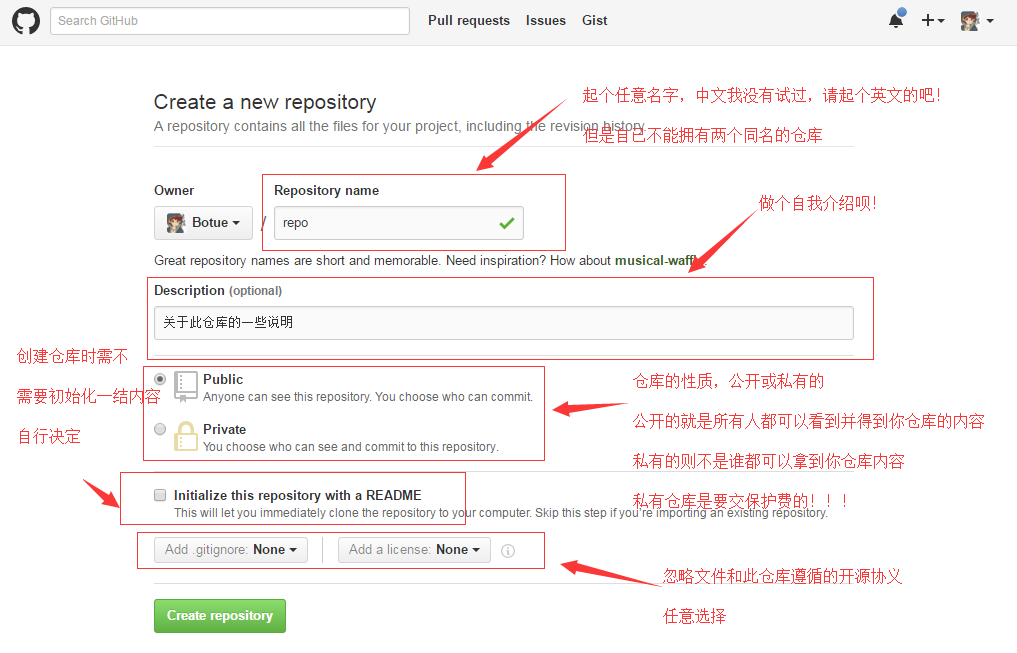 Search GitHub
Pull requests
Issues
Gist
起个任意名字，中文我没有试过，请起个英文的吧！
但是自己不能拥有两个同名的仓库
Create a new repository
A repository contains all the files for your project, including the revision history.
Owner
Repository name
Botue
/
repo
做个自我介绍呗！
Great repository names are short and memorable. Need inspiration? How about musical-waffle.
Description (optional)
关于此仓库的一些说明
创建仓库时需不
需要初始化一结内容
自行决定
Public
Anyone can see this repository. You choose who can commit.
Private
You choose who can see and commit to this repository.
仓库的性质，公开或私有的
公开的就是所有人都可以看到并得到你仓库的内容
私有的则不是谁都可以拿到你仓库内容
私有仓库是要交保护费的！！！
Initialize this repository with a README
This will let you immediately clone the repository to your computer. Skip this step if you're importing an existing repository.
Add .gitignore: None
Add a license: None
忽略文件和此仓库遵循的开源协义
任意选择
Create repository